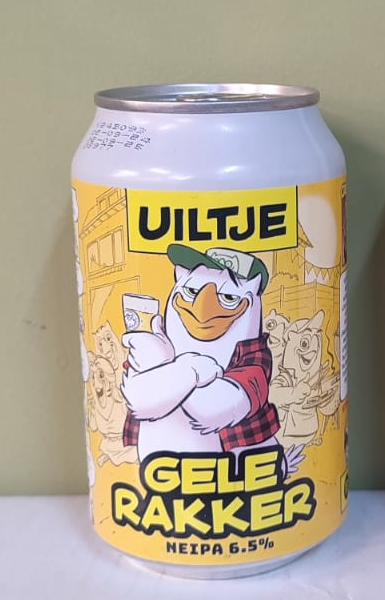 UILTJE
GELE
RAKKER
NEIPA 6.5%